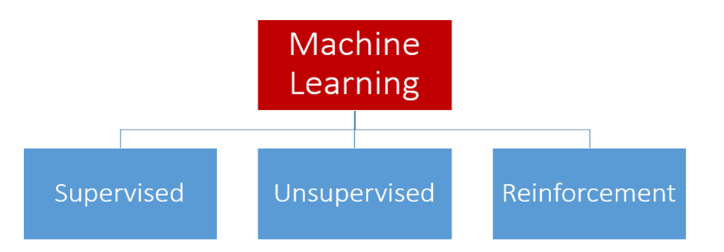 Machine
Learning
Supervised
Unsupervised
Reinforcement